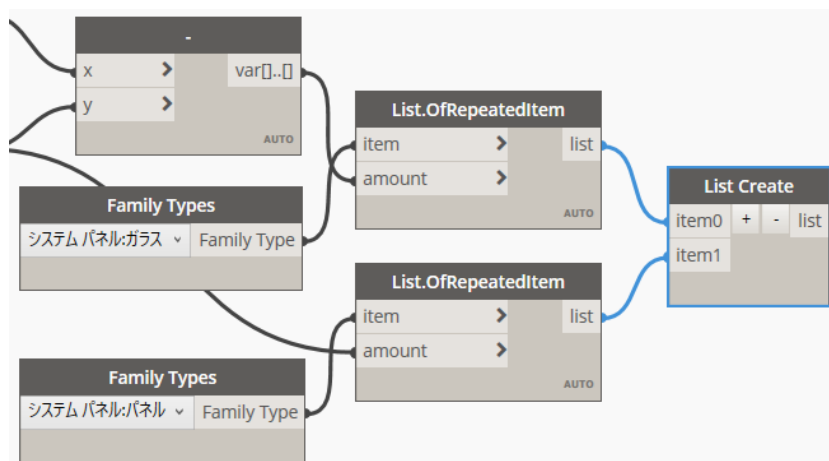 -
x > var[]..[]
y >
AUTO
Family Types
システム パネル:ガラス ˅ Family Type
List.OfRepeatedItem
item > list
amount >
AUTO
List.OfRepeatedItem
item > list
amount >
AUTO
List Create
item0 + - list
item1
Family Types
システム パネル:パネル ˅ Family Type